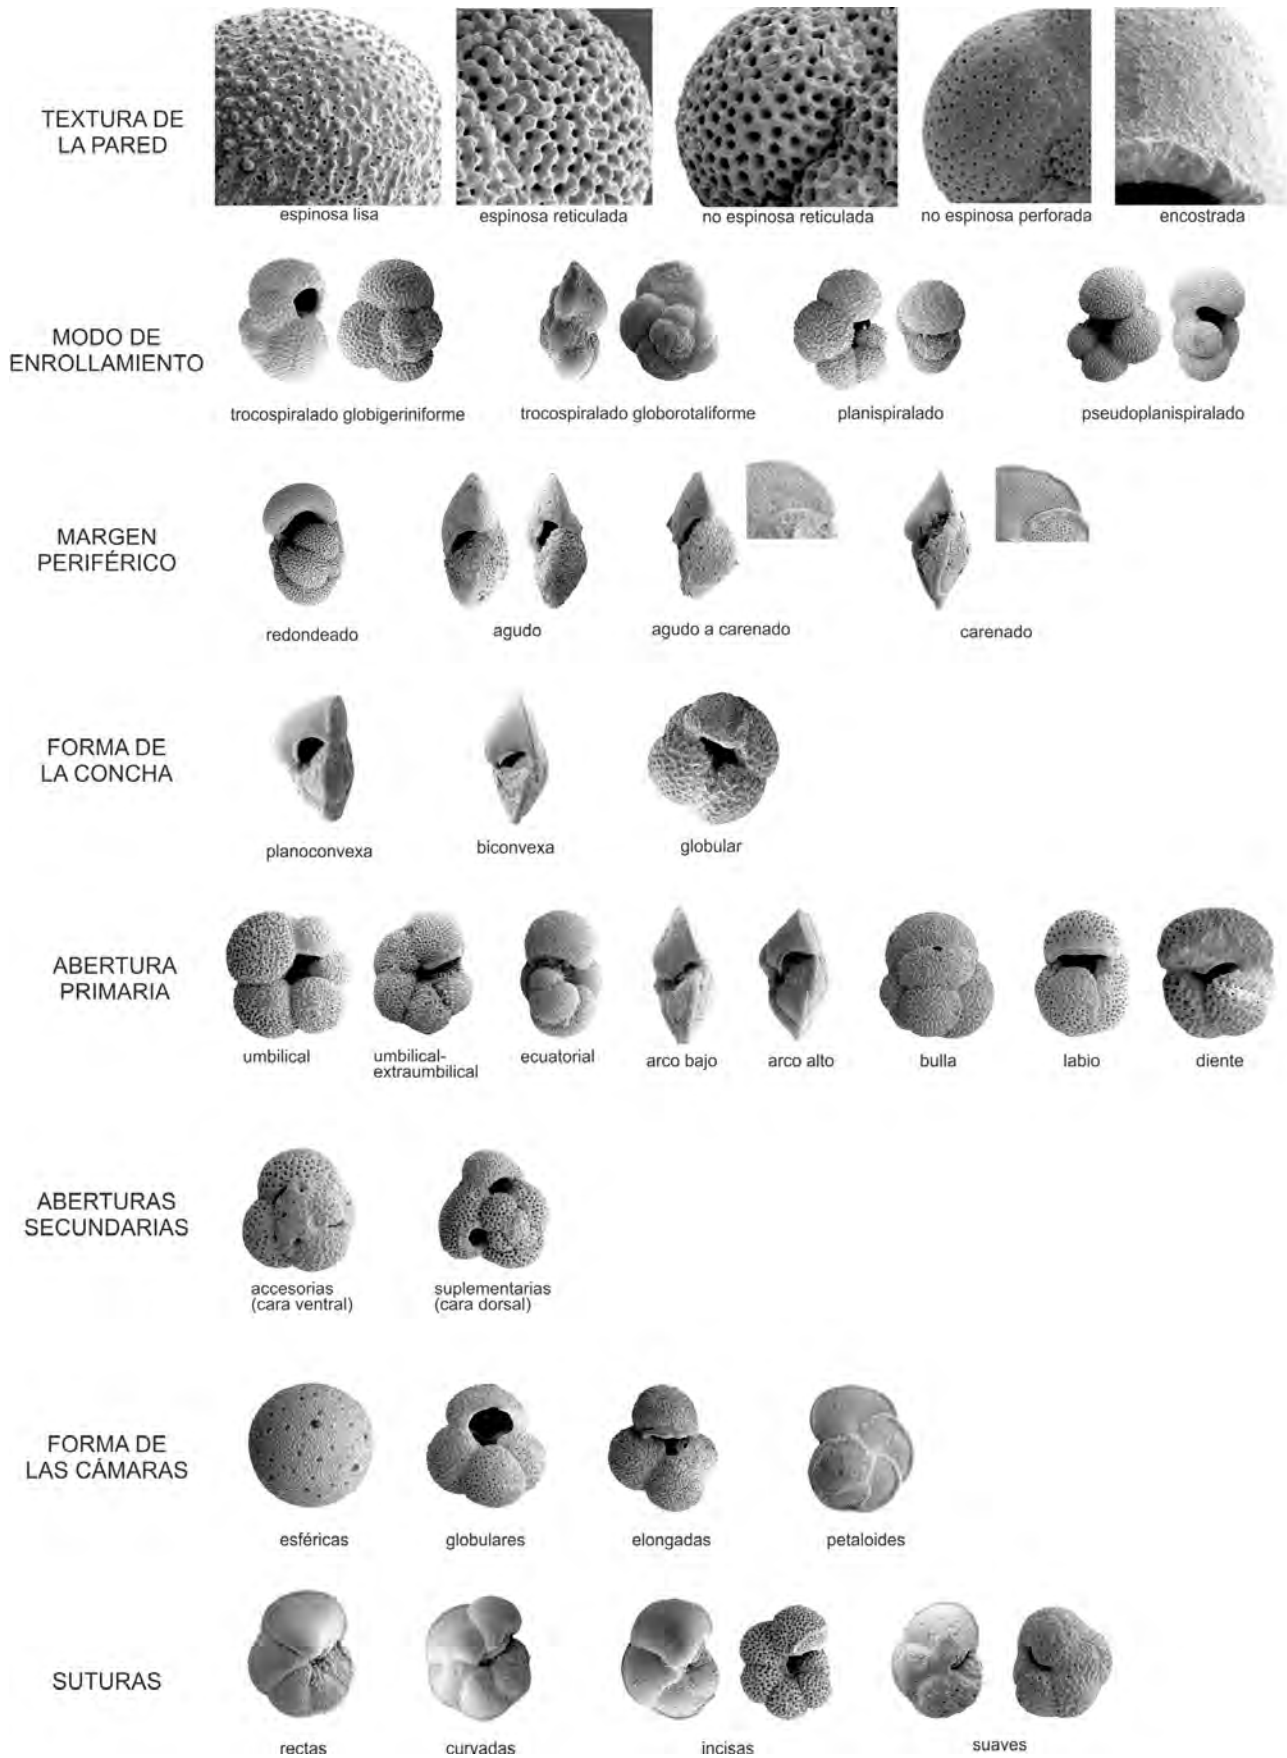 TEXTURA DE
LA PARED
espinosa lisa
espinosa reticulada
no espinosa reticulada
no espinosa perforada
encostrada
MODO DE
ENROLLAMIENTO
trocospiralado globigeriniforme
trocospiralado globorotaliforme
planispiralado
pseudoplanispiralado
MARGEN
PERIFÉRICO
redondeado
agudo
agudo a carenado
carenado
FORMA DE
LA CONCHA
planoconvexa
biconvexa
globular
ABERTURA
PRIMARIA
umbilical
umbilical-
extraumbilical
ecuatorial
arco bajo
arco alto
bulla
labio
diente
ABERTURAS
SECUNDARIAS
accesorias
(cara ventral)
suplementarias
(cara dorsal)
FORMA DE
LAS CÁMARAS
esféricas
globulares
elongadas
petaloides
SUTURAS
rectas
curvadas
incisas
suaves